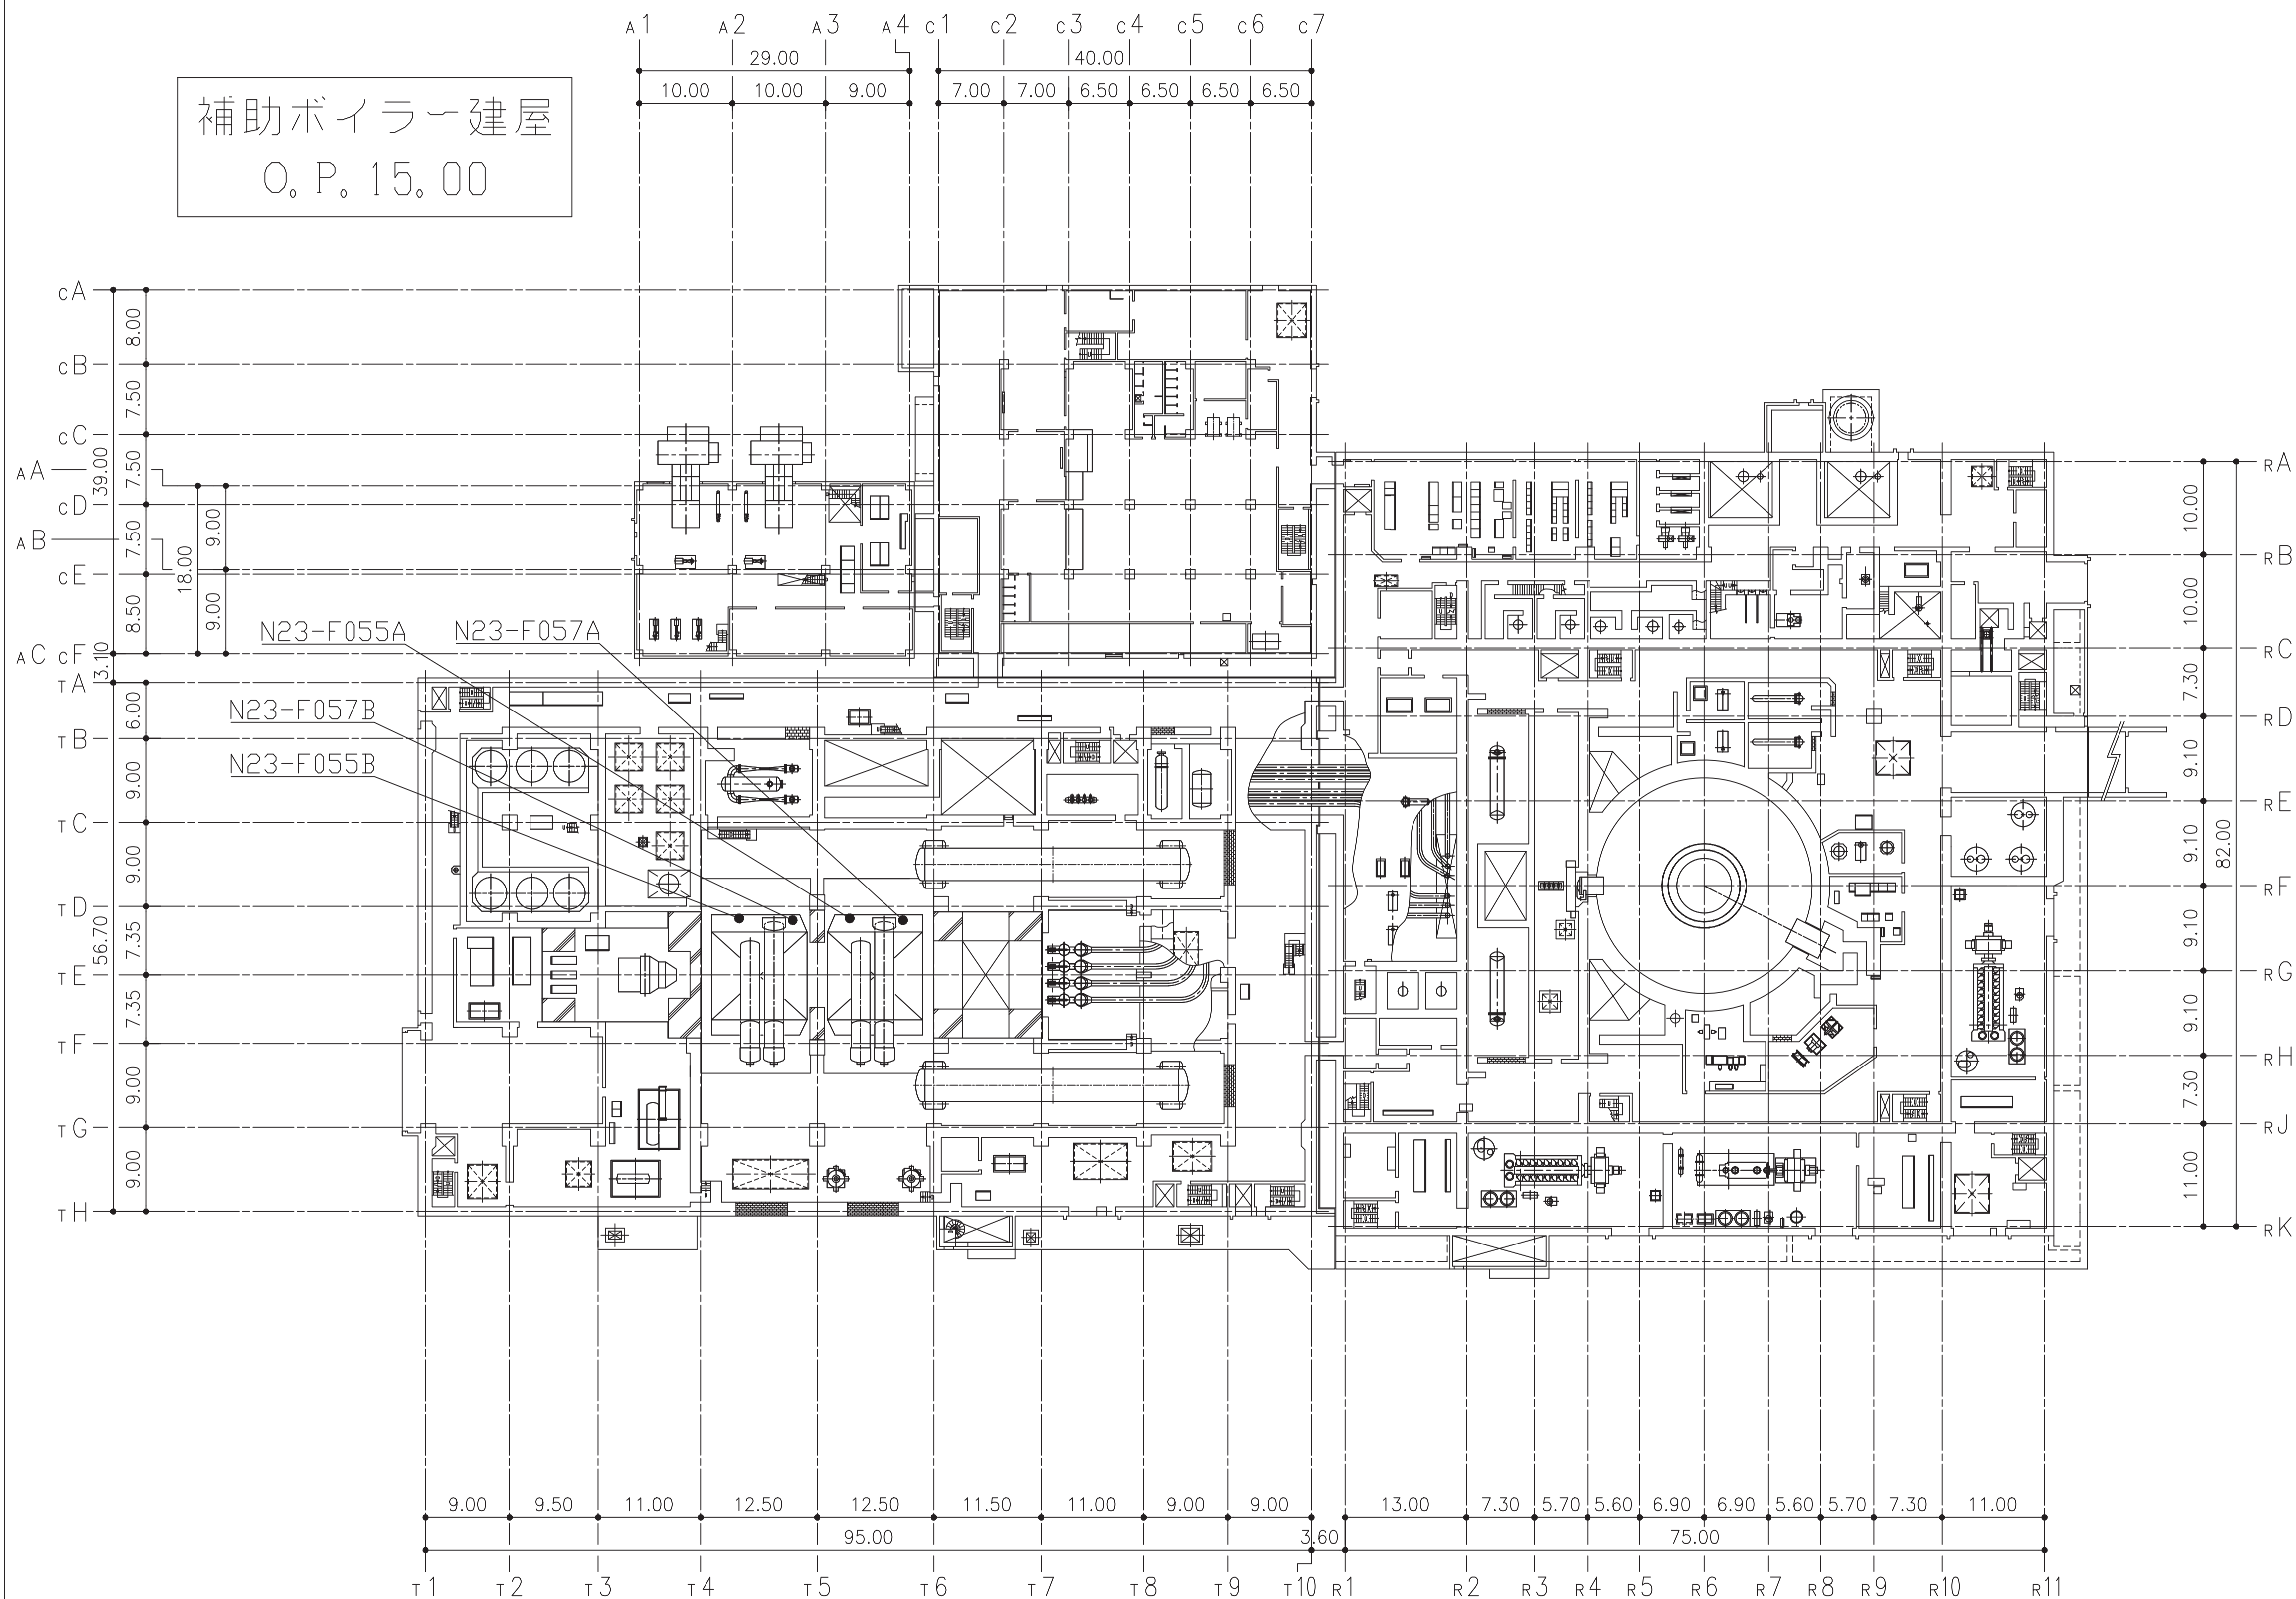 A1 A2 A3 A4 C1 C2 C3 C4 C5 C6 C7
29.00 40.00
10.00 10.00 9.00 7.00 7.00 6.50 6.50 6.50 6.50
補助ボイラー建屋
O.P.15.00
CA
8.00
CB
7.50
CC
AA
39.00
7.50
CD
AB
7.50
9.00
18.00
CE
8.50
9.00
AC CF
3.10
TA
6.00
TB
9.00
TC
9.00
TD
7.35
56.70
TE
7.35
TF
9.00
TG
9.00
TH
N23-F055A N23-F057A
N23-F057B
N23-F055B
RA
10.00
RB
10.00
RC
7.30
RD
9.10
RE
9.10
82.00
RF
9.10
RG
9.10
RH
7.30
RJ
11.00
RK
9.00 9.50 11.00 12.50 12.50 11.50 11.00 9.00 9.00 13.00 7.30 5.70 5.60 6.90 6.90 5.60 5.70 7.30 11.00
95.00 3.60 75.00
T1 T2 T3 T4 T5 T6 T7 T8 T9 T10 R1 R2 R3 R4 R5 R6 R7 R8 R9 R10 R11